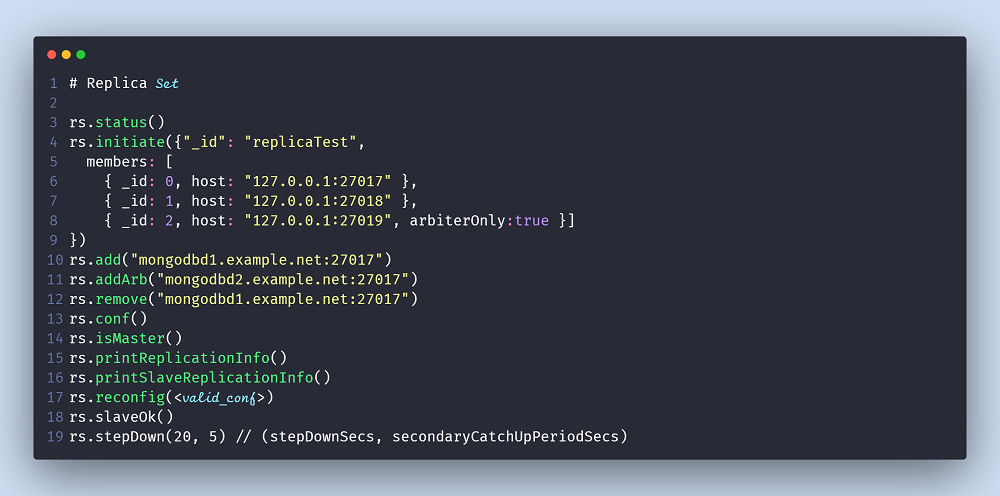 1 # Replica Set
2
3 rs.status()
4 rs.initiate({"_id": "replicaTest",
5   members: [
6     { _id: 0, host: "127.0.0.1:27017" },
7     { _id: 1, host: "127.0.0.1:27018" },
8     { _id: 2, host: "127.0.0.1:27019", arbiterOnly:true }]
9 })
10 rs.add("mongodbd1.example.net:27017")
11 rs.addArb("mongodbd2.example.net:27017")
12 rs.remove("mongodbd1.example.net:27017")
13 rs.conf()
14 rs.isMaster()
15 rs.printReplicationInfo()
16 rs.printSlaveReplicationInfo()
17 rs.reconfig(<valid_conf>)
18 rs.slaveOk()
19 rs.stepDown(20, 5) // (stepDownSecs, secondaryCatchUpPeriodSecs)